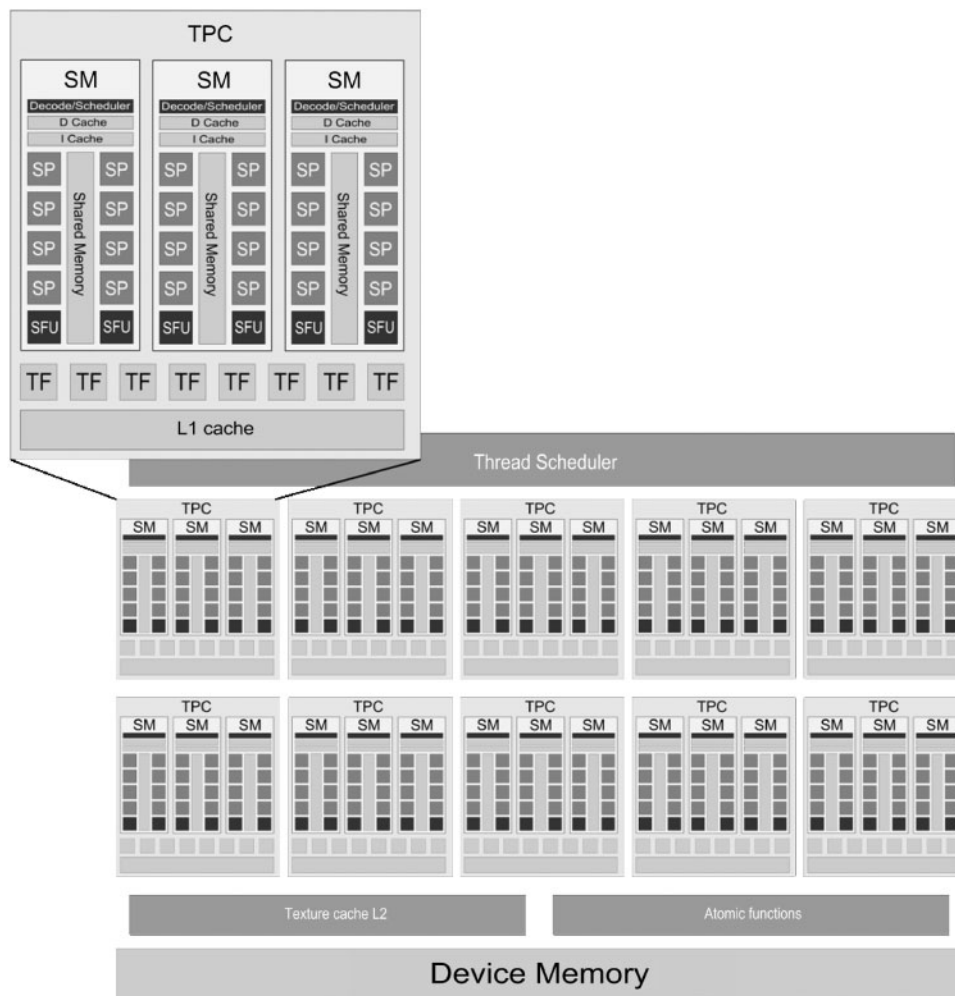 TPC
SM SM SM
Decode/Scheduler Decode/Scheduler Decode/Scheduler
D Cache D Cache D Cache
I Cache I Cache I Cache
SP SP SP SP SP SP
SP SP SP SP SP SP
SP SP SP SP SP SP
SP SP SP SP SP SP
Shared Memory Shared Memory Shared Memory
SFU SFU SFU SFU SFU SFU
TF TF TF TF TF TF TF TF
L1 cache
Thread Scheduler
TPC TPC TPC TPC TPC
SM SM SM SM SM SM SM SM SM SM SM SM SM SM SM
TPC TPC TPC TPC TPC
SM SM SM SM SM SM SM SM SM SM SM SM SM SM SM
Texture cache L2 Atomic functions
Device Memory